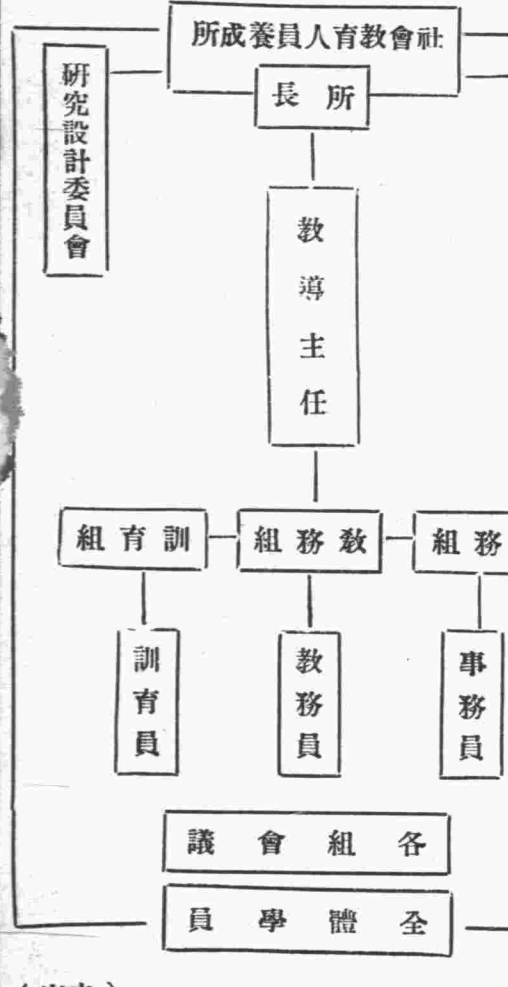 社會教育人員養成所
所長
研究設計委員會
教導主任
務組
教務組
訓育組
事務員
教務員
訓育員
各組會議
全體學員